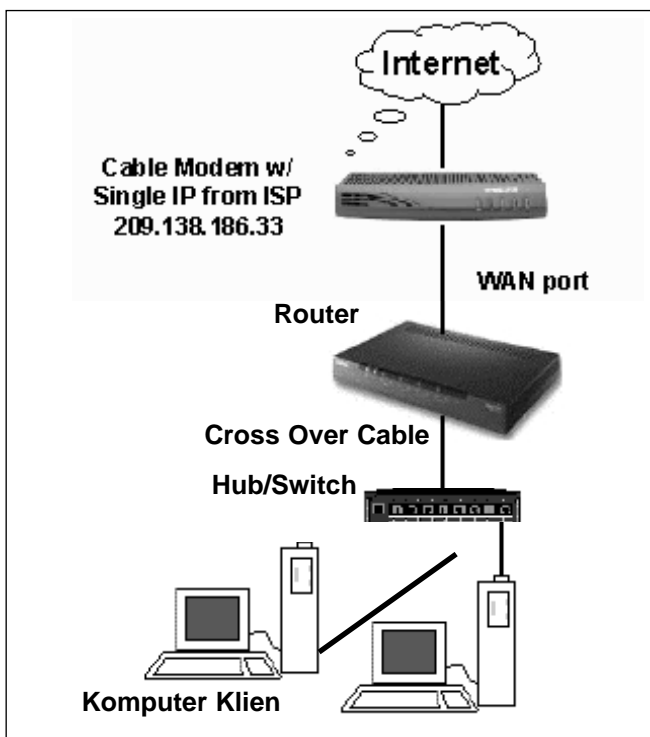 Internet
Cable Modem w/
Single IP from ISP
209.138.186.33
WAN port
Router
Cross Over Cable
Hub/Switch
Komputer Klien